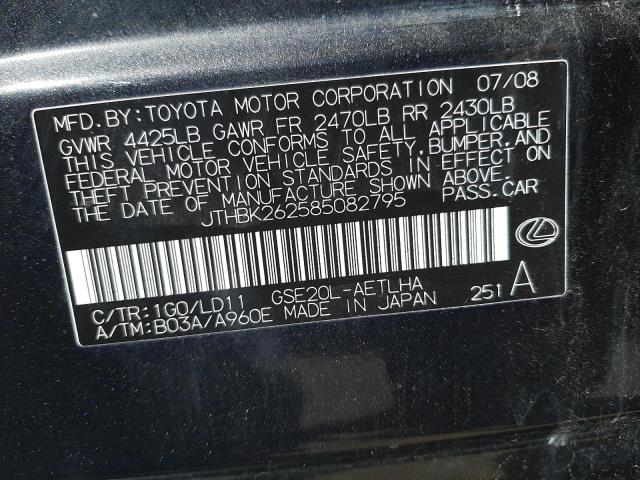 MFD.BY:TOYOTA MOTOR CORPORATION 07/08
GVWR 4425LB GAWR FR 2470LB RR 2430LB
THIS VEHICLE CONFORMS TO ALL APPLICABLE
FEDERAL MOTOR VEHICLE SAFETY,BUMPER,AND
THEFT PREVENTION STANDARDS IN EFFECT ON
THE DATE OF MANUFACTURE SHOWN ABOVE.
JTHBK262585082795 PASS.CAR
C/TR:1G0/LD11 GSE20L-AETLHA
A/TM:B03A/A960E MADE IN JAPAN 251 A